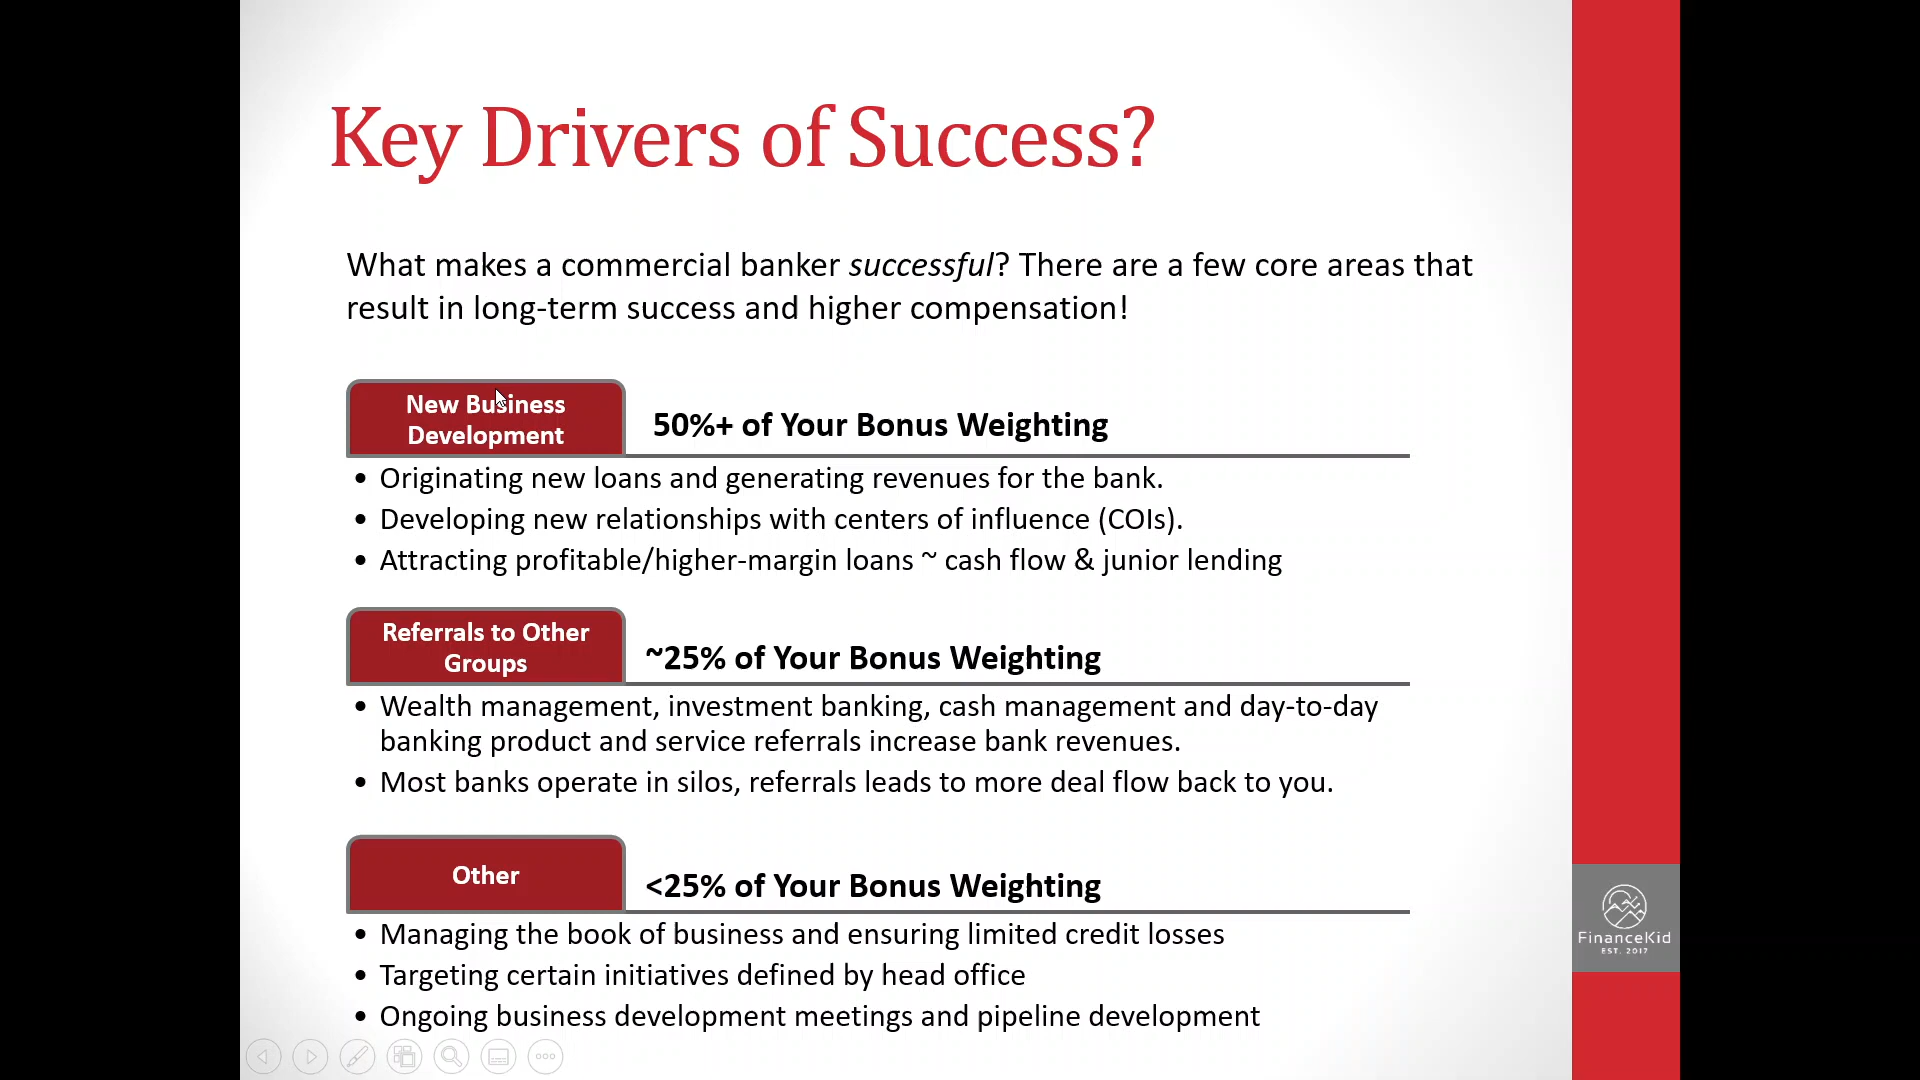 Key Drivers of Success?
What makes a commercial banker successful? There are a few core areas that
result in long-term success and higher compensation!
New Business
Development
50%+ of Your Bonus Weighting
• Originating new loans and generating revenues for the bank.
• Developing new relationships with centers of influence (COIs).
• Attracting profitable/higher-margin loans ~ cash flow & junior lending
Referrals to Other
Groups
~25% of Your Bonus Weighting
• Wealth management, investment banking, cash management and day-to-day
banking product and service referrals increase bank revenues.
• Most banks operate in silos, referrals leads to more deal flow back to you.
Other
<25% of Your Bonus Weighting
• Managing the book of business and ensuring limited credit losses
• Targeting certain initiatives defined by head office
• Ongoing business development meetings and pipeline development
FinanceKid
EST. 2017